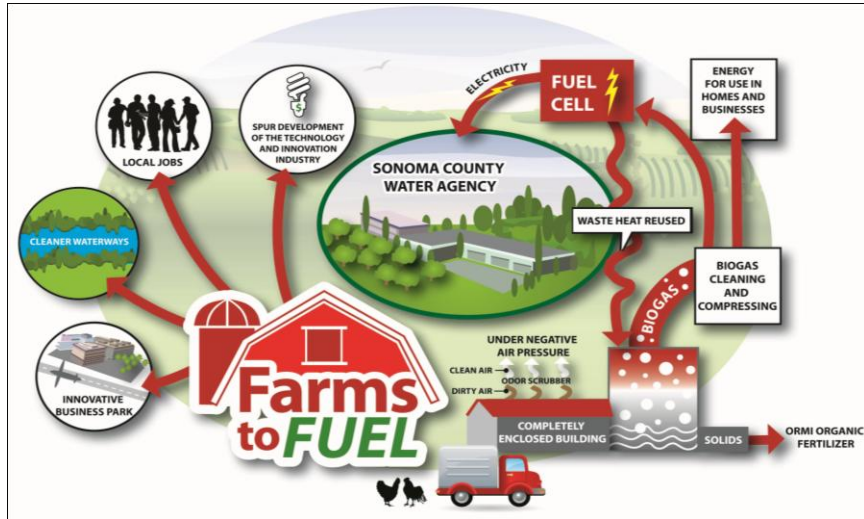 LOCAL JOBS
SPUR DEVELOPMENT
OF THE TECHNOLOGY
AND INNOVATION
INDUSTRY
$
CLEANER WATERWAYS
INNOVATIVE
BUSINESS PARK
Farms
to FUEL
SONOMA COUNTY
WATER AGENCY
ELECTRICITY
FUEL
CELL
ENERGY
FOR USE IN
HOMES AND
BUSINESSES
WASTE HEAT REUSED
BIOGAS
CLEANING
AND
COMPRESSING
BIOGAS
UNDER NEGATIVE
AIR PRESSURE
CLEAN AIR
ODOR SCRUBBER
DIRTY AIR
COMPLETELY
ENCLOSED BUILDING
SOLIDS
ORMI ORGANIC
FERTILIZER